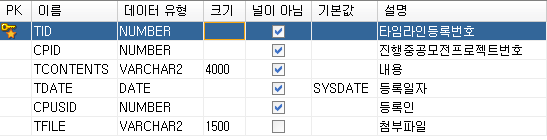 PK 이름 데이터 유형 크기 널이 아님 기본값 설명
TID NUMBER 타임라인등록번호
CPID NUMBER 진행중공모전프로젝트번호
TCONTENTS VARCHAR2 4000 내용
TDATE DATE SYSDATE 등록일자
CPUSID NUMBER 등록인
TFILE VARCHAR2 1500 첨부파일